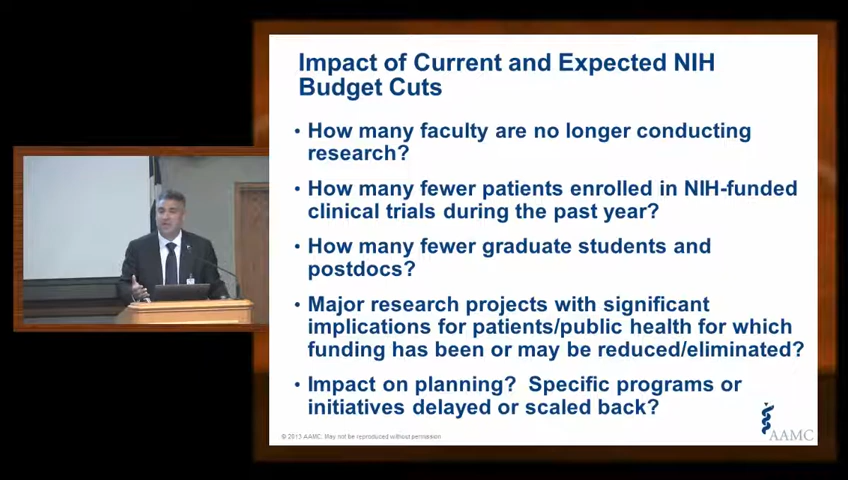 Impact of Current and Expected NIH
Budget Cuts
• How many faculty are no longer conducting
research?
• How many fewer patients enrolled in NIH-funded
clinical trials during the past year?
• How many fewer graduate students and
postdocs?
• Major research projects with significant
implications for patients/public health for which
funding has been or may be reduced/eliminated?
• Impact on planning? Specific programs or
initiatives delayed or scaled back?
© 2013 AAMC. May not be reproduced without permission
AAMC